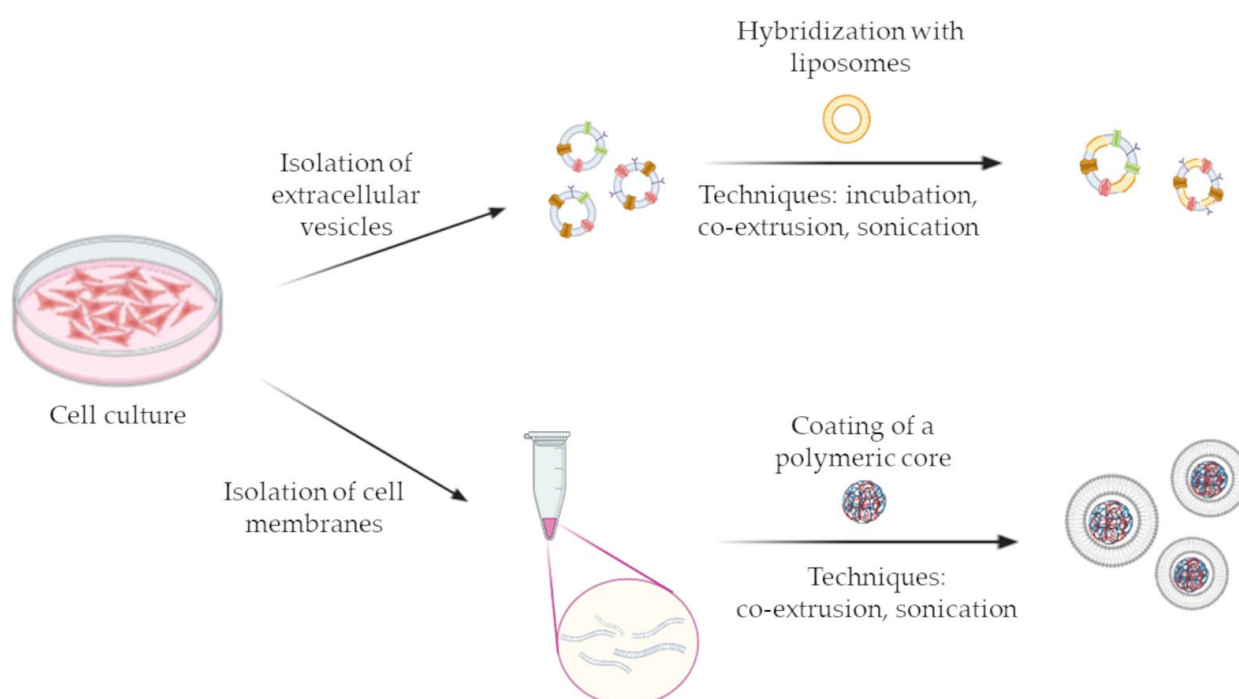 Hybridization with
liposomes
Isolation of
extracellular
vesicles
Techniques: incubation,
co-extrusion, sonication
Cell culture
Isolation of cell
membranes
Coating of a
polymeric core
Techniques:
co-extrusion, sonication